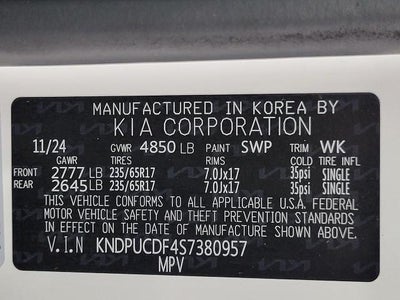 MANUFACTURED IN KOREA BY
KIA CORPORATION
11/24 GVWR 4850 LB PAINT SWP TRIM WK
GAWR TIRES RIMS COLD TIRE INFL
FRONT 2777 LB 235/65R17 7.0Jx17 35psi SINGLE
REAR 2645 LB 235/65R17 7.0Jx17 35psi SINGLE
THIS VEHICLE CONFORMS TO ALL APPLICABLE U.S.A. FEDERAL
MOTOR VEHICLE SAFETY AND THEFT PREVENTION STANDARDS
IN EFFECT ON THE DATE OF MANUFACTURE SHOWN ABOVE.
V.I.N KNDPUCDF4S7380957
MPV